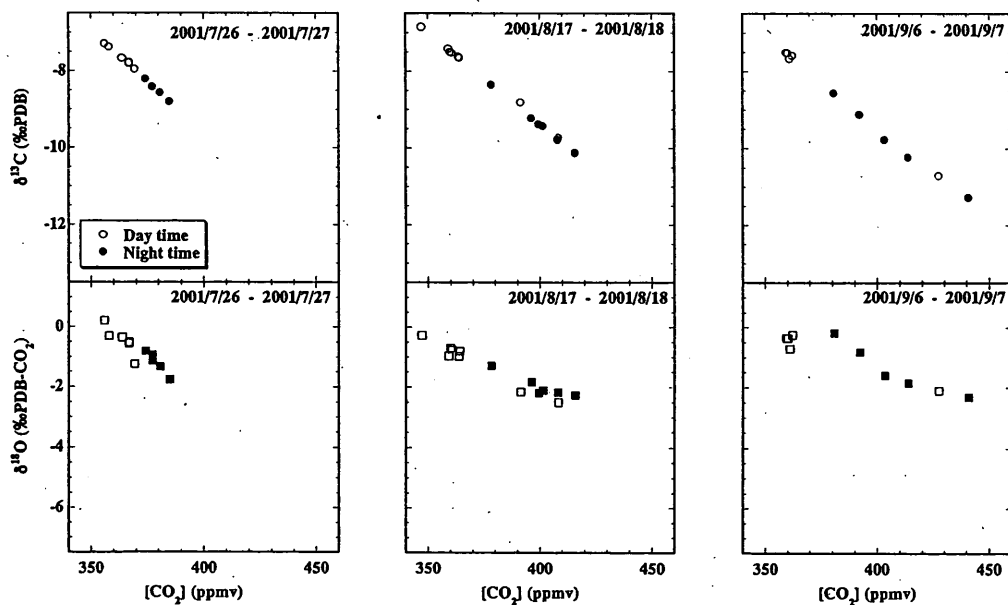 2001/7/26 - 2001/7/27
2001/8/17 - 2001/8/18
2001/9/6 - 2001/9/7
δ¹³C (‰PDB)
-8
-10
-12
○ Day time
● Night time
2001/7/26 - 2001/7/27
2001/8/17 - 2001/8/18
2001/9/6 - 2001/9/7
δ¹⁸O (‰PDB-CO₂)
0
-2
-4
-6
350 400 450
350 400 450
350 400 450
[CO₂] (ppmv)
[CO₂] (ppmv)
[CO₂] (ppmv)